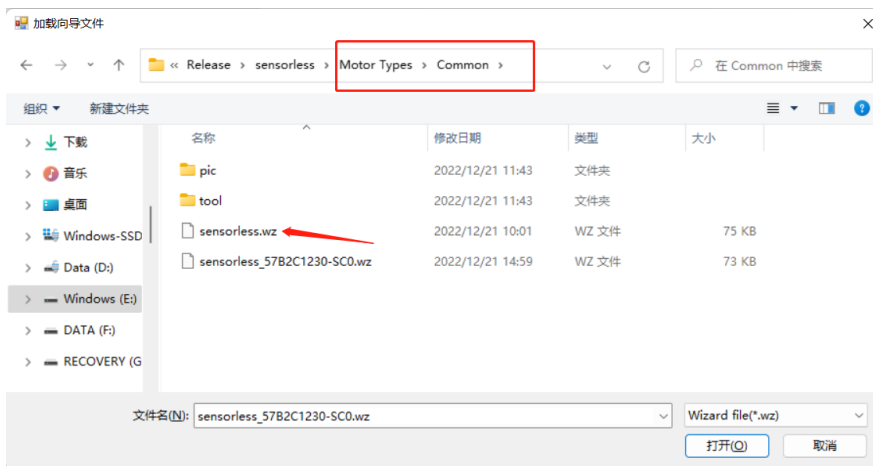 加载向导文件
« Release › sensorless › Motor Types › Common ›
在 Common 中搜索
组织 新建文件夹
名称 修改日期 类型 大小
下载
音乐
桌面
Windows-SSD
Data (D:)
Windows (E:)
DATA (F:)
RECOVERY (G
pic 2022/12/21 11:43 文件夹
tool 2022/12/21 11:43 文件夹
sensorless.wz 2022/12/21 10:01 WZ 文件 75 KB
sensorless_57B2C1230-SC0.wz 2022/12/21 14:59 WZ 文件 73 KB
文件名(N): sensorless_57B2C1230-SC0.wz Wizard file(*.wz)
打开(O) 取消